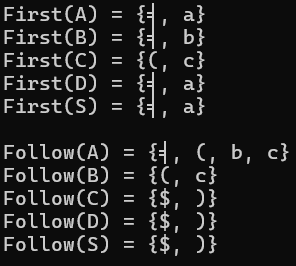 First(A) = {╡, a}
First(B) = {╡, b}
First(C) = {(, c}
First(D) = {╡, a}
First(S) = {╡, a}
Follow(A) = {╡, (, b, c}
Follow(B) = {(, c}
Follow(C) = {$, )}
Follow(D) = {$, )}
Follow(S) = {$, )}